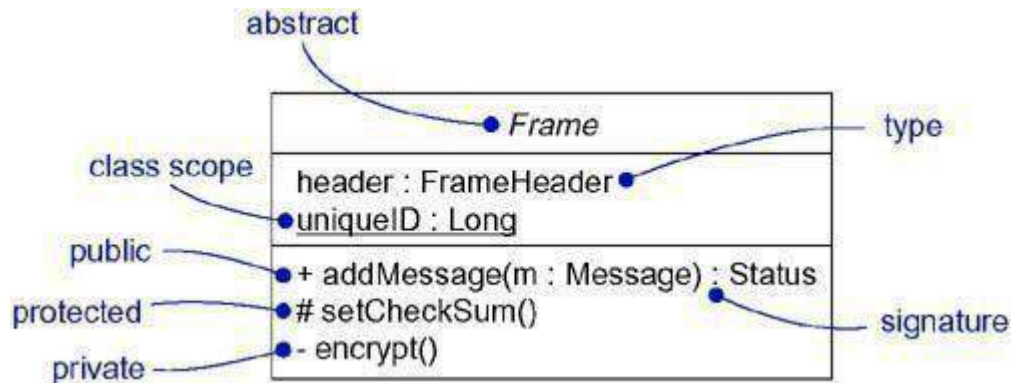 abstract
Frame
type
class scope
header : FrameHeader
uniqueID : Long
public
+ addMessage(m : Message) : Status
protected
# setCheckSum()
signature
private
- encrypt()